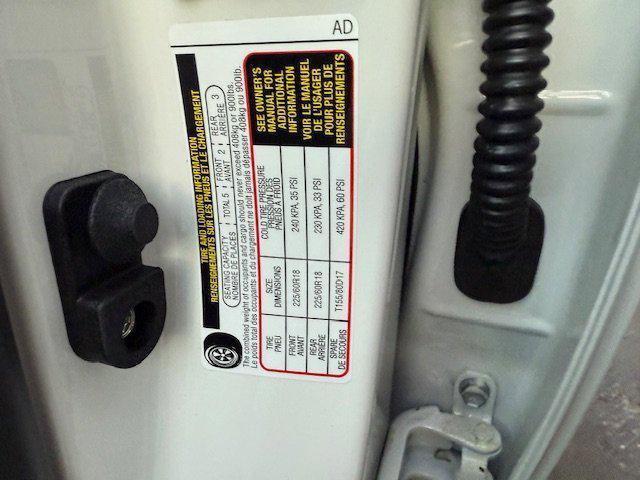 AD
TIRE AND LOADING INFORMATION
RENSEIGNEMENTS SUR LES PNEUS ET LE CHARGEMENT
SEATING CAPACITY
NOMBRE DE PLACES
TOTAL 5
FRONT 2
AVANT
REAR 3
ARRIÈRE
The combined weight of occupants and cargo should never exceed 408kg or 900lbs.
Le poids total des occupants et du chargement ne doit jamais dépasser 408kg ou 900lb.
TIRE
PNEU
SIZE
DIMENSIONS
COLD TIRE PRESSURE
PRESSION DES
PNEUS A FROID
FRONT
AVANT
225/60R18
240 KPA, 35 PSI
REAR
ARRIÈRE
225/60R18
230 KPA, 33 PSI
SPARE
DE SECOURS
T155/80D17
420 KPA, 60 PSI
SEE OWNER'S
MANUAL FOR
ADDITIONAL
INFORMATION
VOIR LE MANUEL
DE L'USAGER
POUR PLUS DE
RENSEIGNEMENTS